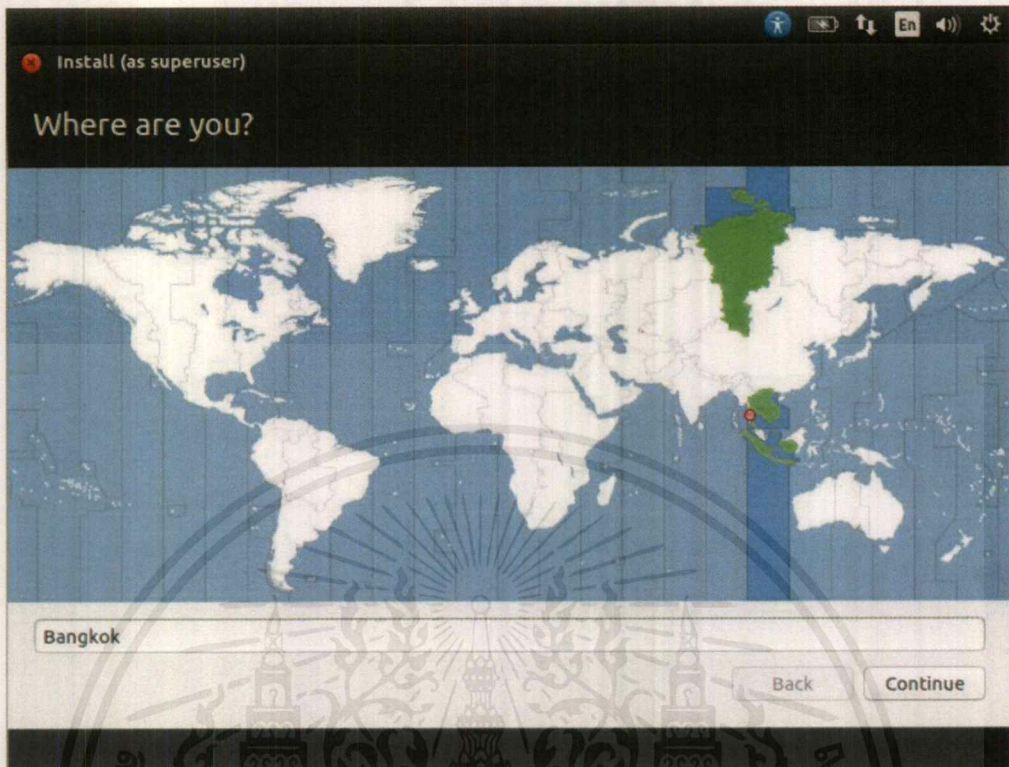 En
Install (as superuser)
Where are you?
Bangkok
Back
Continue